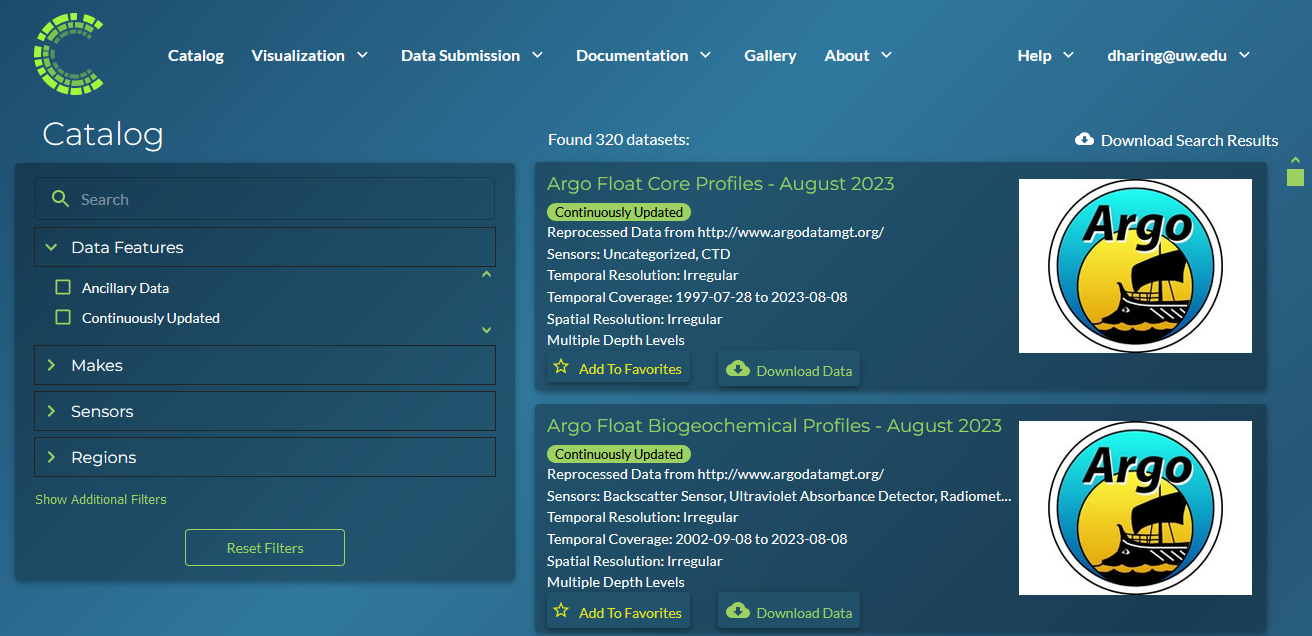 Catalog Visualization Data Submission Documentation Gallery About Help dharing@uw.edu
Catalog
Search
Data Features
Ancillary Data
Continuously Updated
Makes
Sensors
Regions
Show Additional Filters
Reset Filters
Found 320 datasets:
Download Search Results
Argo Float Core Profiles - August 2023
Continuously Updated
Reprocessed Data from http://www.argodatamgt.org/
Sensors: Uncategorized, CTD
Temporal Resolution: Irregular
Temporal Coverage: 1997-07-28 to 2023-08-08
Spatial Resolution: Irregular
Multiple Depth Levels
Add To Favorites
Download Data
Argo
Argo Float Biogeochemical Profiles - August 2023
Continuously Updated
Reprocessed Data from http://www.argodatamgt.org/
Sensors: Backscatter Sensor, Ultraviolet Absorbance Detector, Radiomet...
Temporal Resolution: Irregular
Temporal Coverage: 2002-09-08 to 2023-08-08
Spatial Resolution: Irregular
Multiple Depth Levels
Add To Favorites
Download Data
Argo